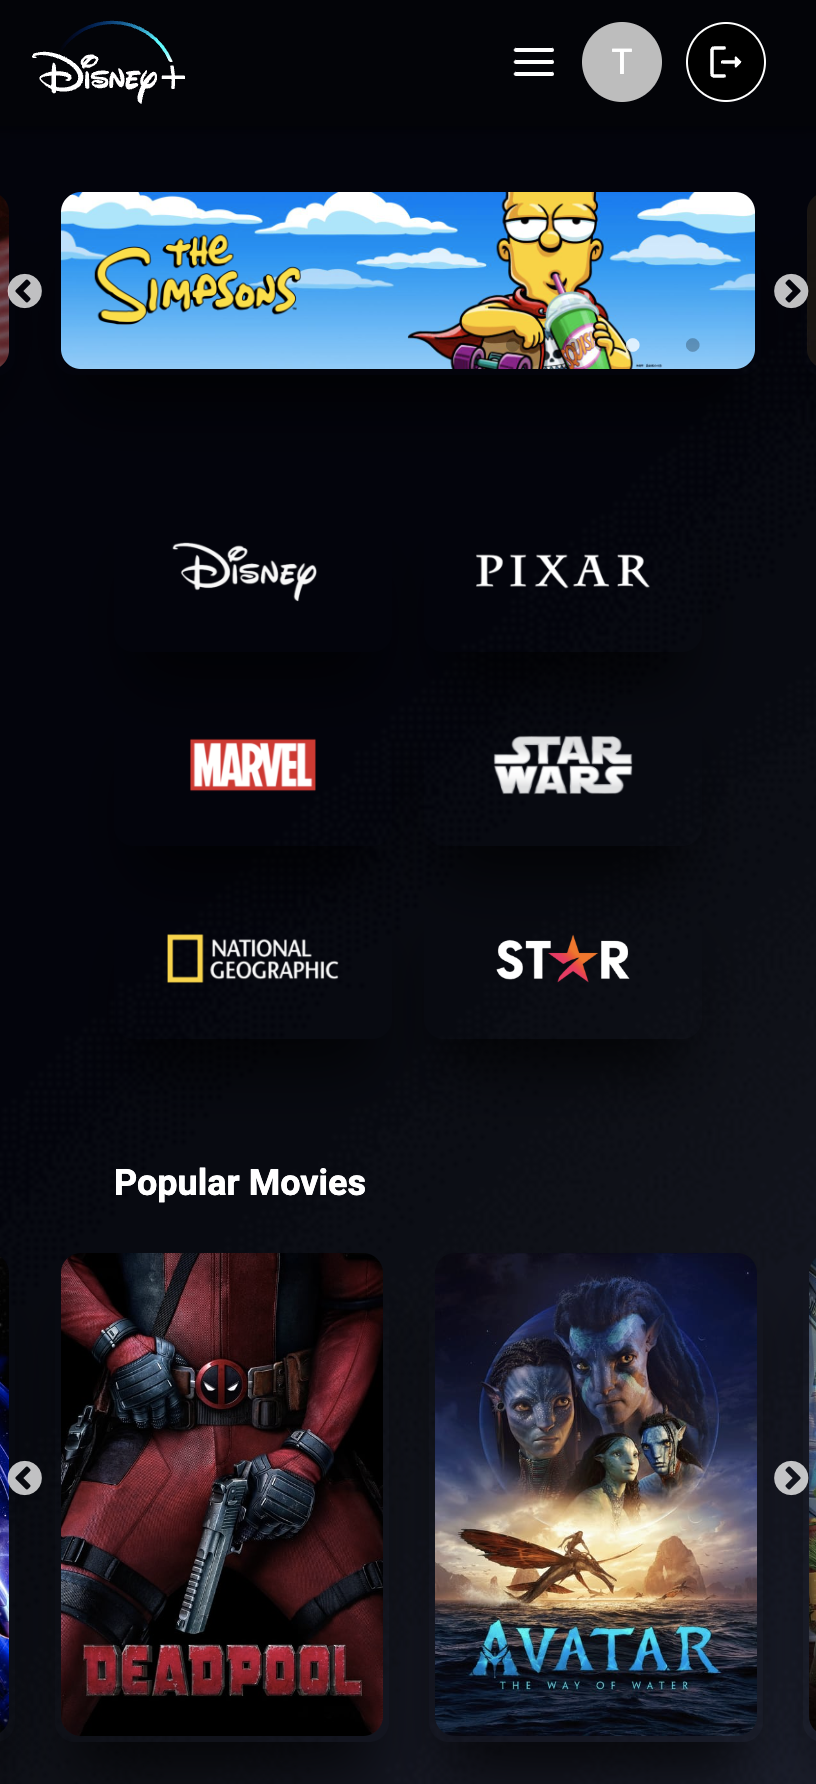 Disney+
T
THE
SIMPSONS
SQUIS
Disney
PIXAR
MARVEL
STAR
WARS
NATIONAL
GEOGRAPHIC
STAR
Popular Movies
DEADPOOL
AVATAR
THE WAY OF WATER